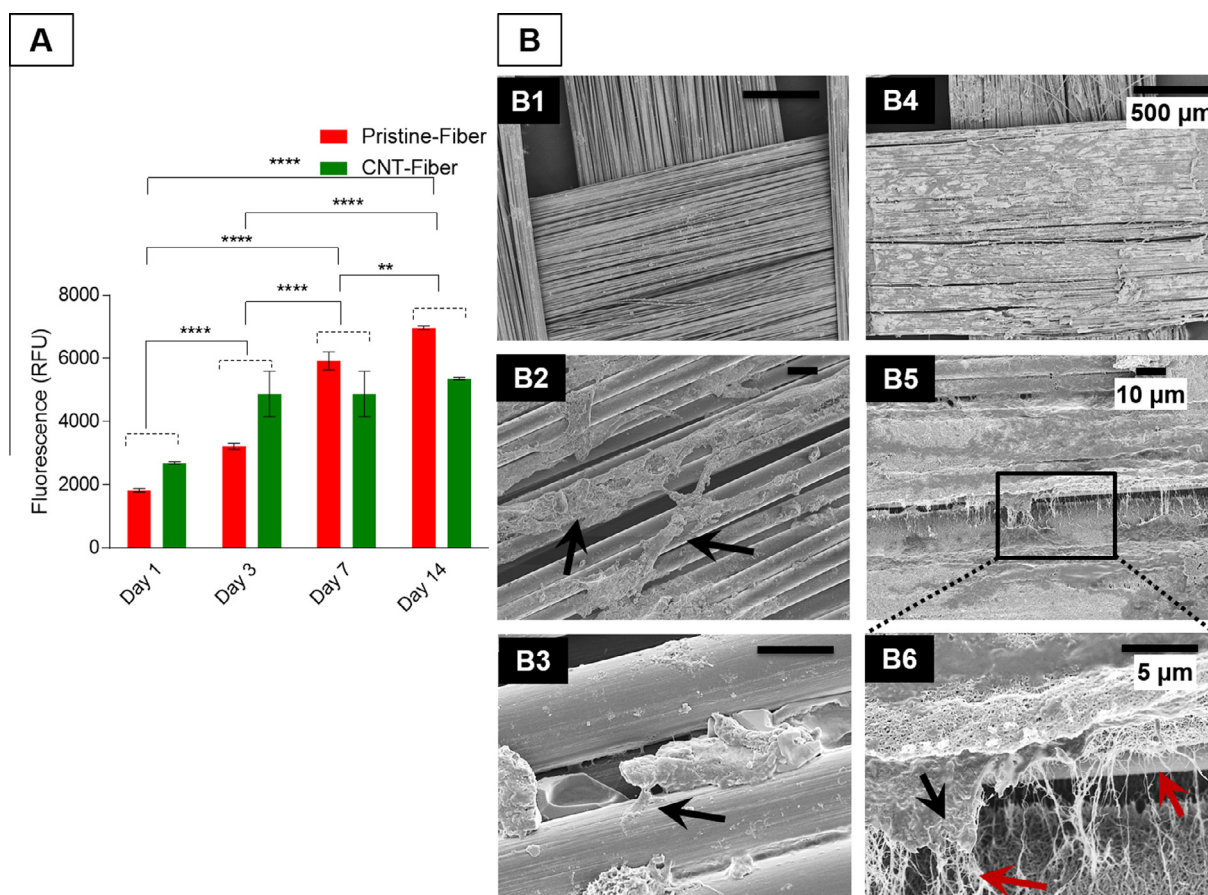 A
B
Pristine-Fiber
CNT-Fiber
****
****
****
**
****
****
Fluorescence (RFU)
8000
6000
4000
2000
0
Day 1
Day 3
Day 7
Day 14
B1
B4
500 µm
B2
B5
10 µm
B3
B6
5 µm